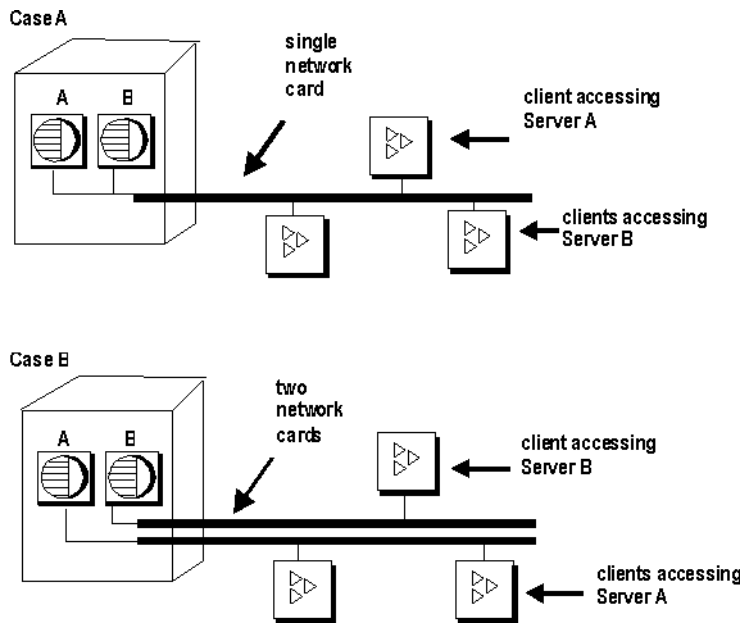 Case A
single
network
card
A B
client accessing
Server A
clients accessing
Server B
Case B
two
network
cards
A B
client accessing
Server B
clients accessing
Server A